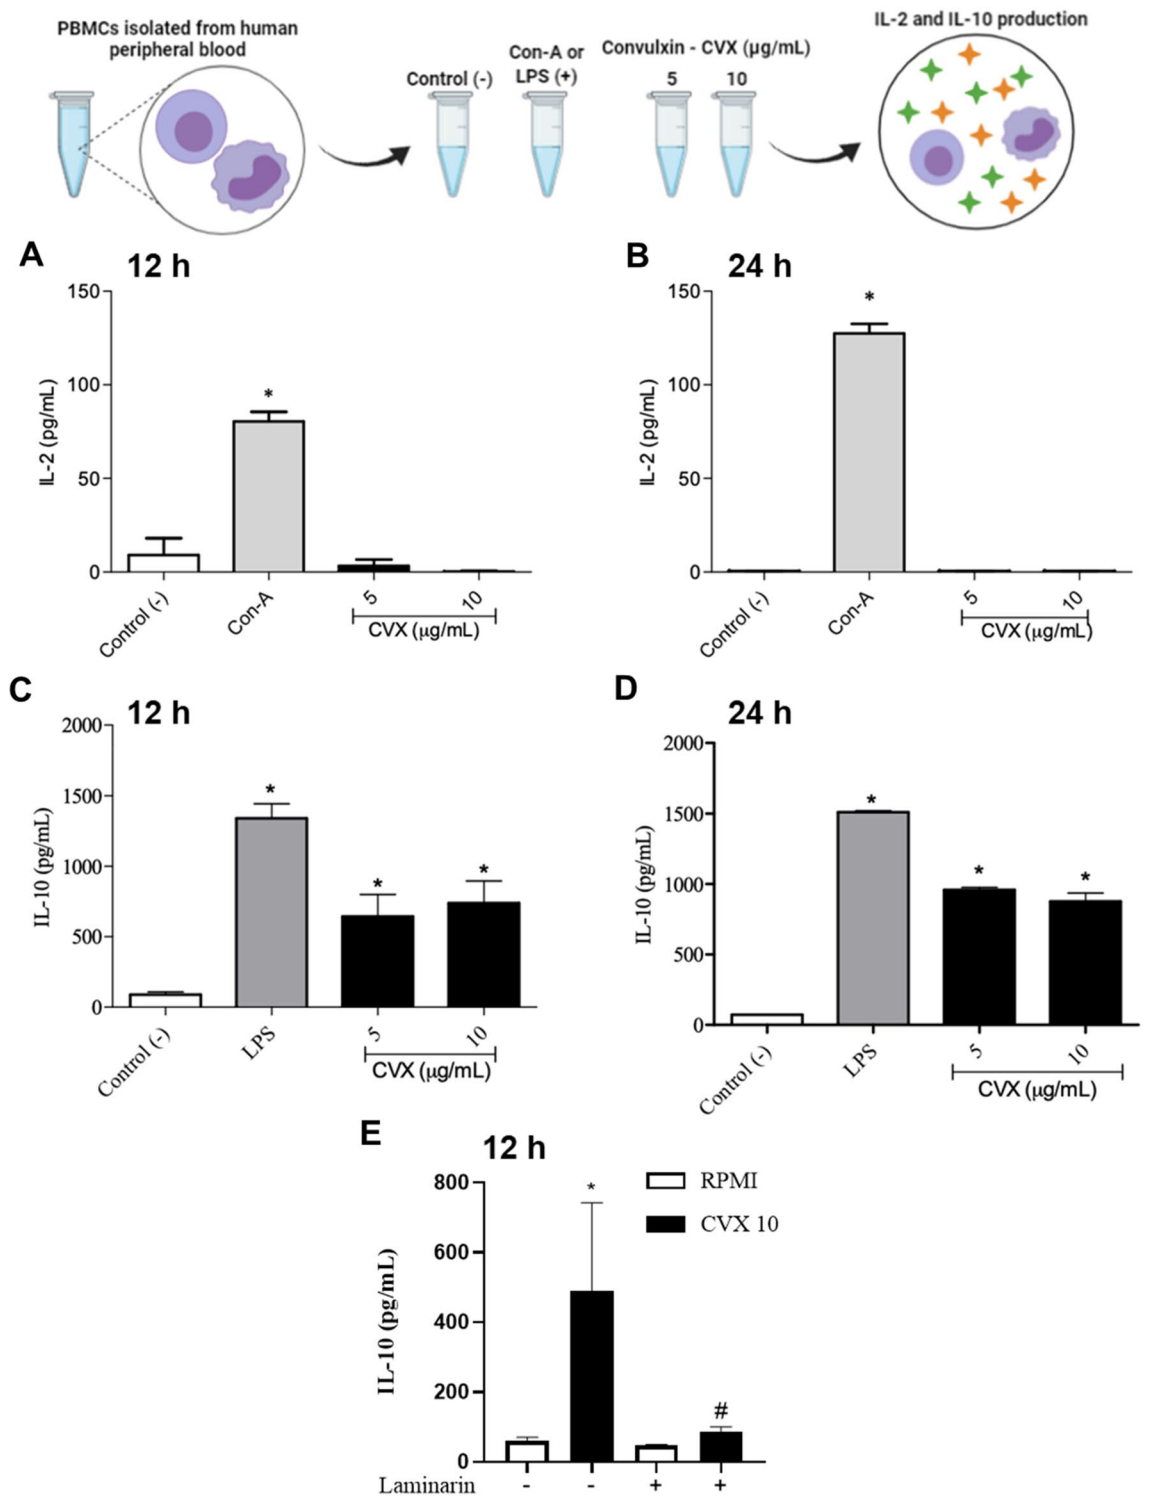 PBMCs isolated from human
peripheral blood
Control (-)
Con-A or
LPS (+)
Convulxin - CVX (µg/mL)
5 10
IL-2 and IL-10 production
A 12 h
150
100
50
0
IL-2 (pg/mL)
*
Control (-)
Con-A
5
10
CVX (µg/mL)
B 24 h
150
100
50
0
IL-2 (pg/mL)
*
Control (-)
Con-A
5
10
CVX (µg/mL)
C 12 h
2000
1500
1000
500
0
IL-10 (pg/mL)
*
*
*
Control (-)
LPS
5
10
CVX (µg/mL)
D 24 h
2000
1500
1000
500
0
IL-10 (pg/mL)
*
*
*
Control (-)
LPS
5
10
CVX (µg/mL)
E 12 h
800
600
400
200
0
IL-10 (pg/mL)
*
#
RPMI
CVX 10
Laminarin - - + +